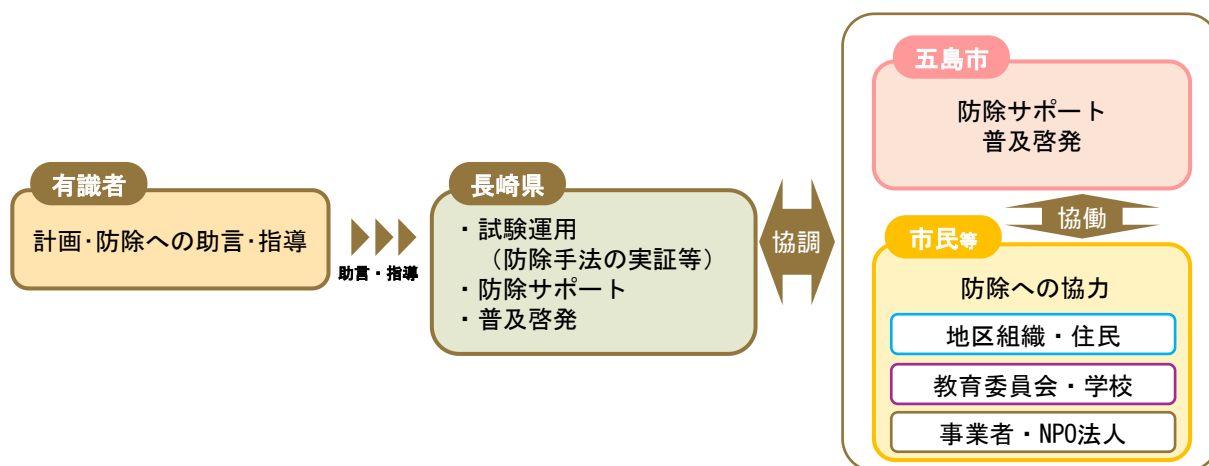 有識者
計画・防除への助言・指導
助言・指導
長崎県
・試験運用
（防除手法の実証等）
・防除サポート
・普及啓発
協調
五島市
防除サポート
普及啓発
協働
市民等
防除への協力
地区組織・住民
教育委員会・学校
事業者・NPO法人